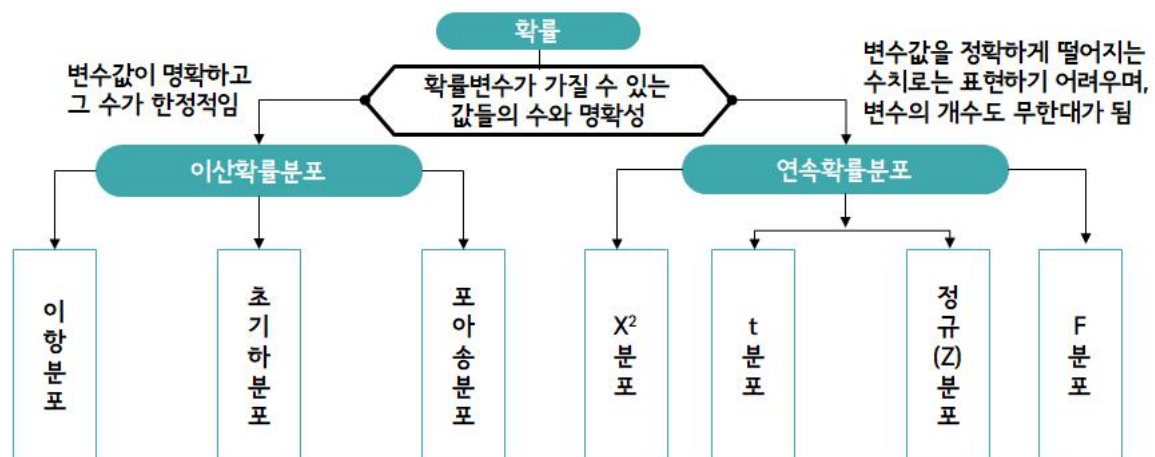 확률
변수값이 명확하고
그 수가 한정적임
확률변수가 가질 수 있는
값들의 수와 명확성
변수값을 정확하게 떨어지는
수치로는 표현하기 어려우며,
변수의 개수도 무한대가 됨
이산확률분포
연속확률분포
이항분포
초기하분포
포아송분포
X²분포
t분포
정규(Z)분포
F분포